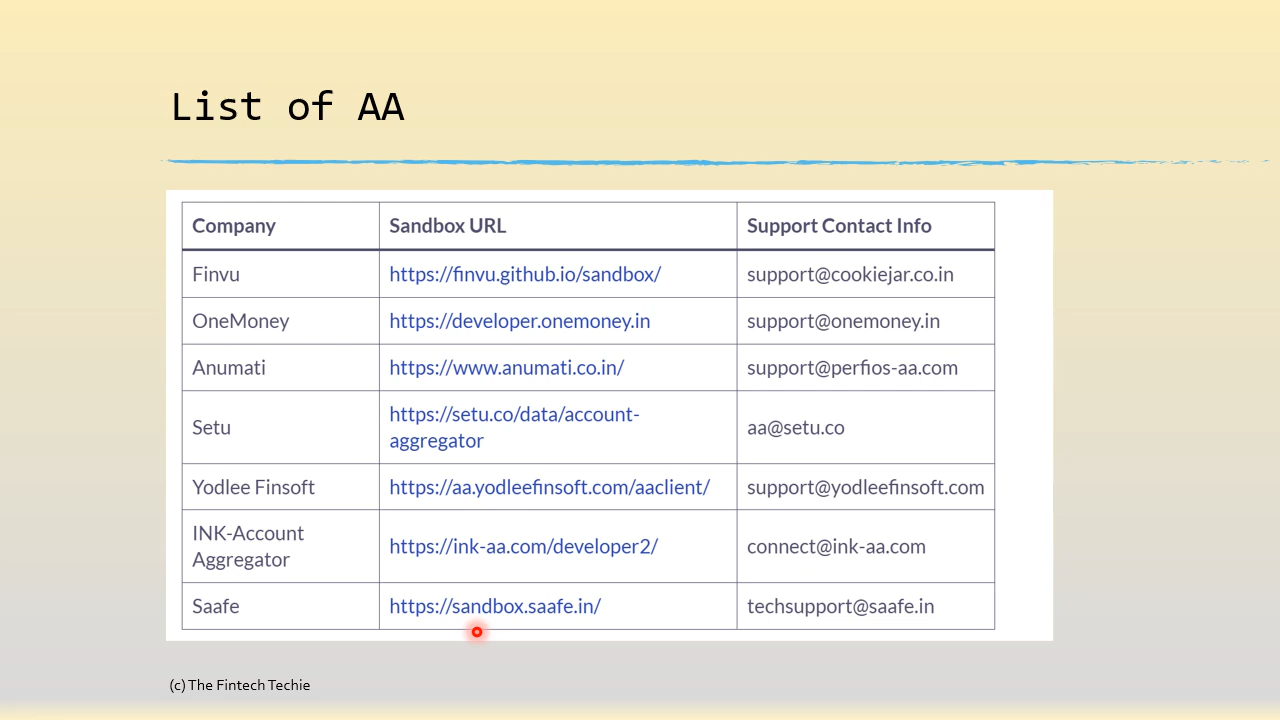 List of AA
Company Sandbox URL Support Contact Info
Finvu https://finvu.github.io/sandbox/ support@cookiejar.co.in
OneMoney https://developer.onemoney.in support@onemoney.in
Anumati https://www.anumati.co.in/ support@perfios-aa.com
Setu https://setu.co/data/account-
aggregator aa@setu.co
Yodlee Finsoft https://aa.yodleefinsoft.com/aaclient/ support@yodleefinsoft.com
INK-Account
Aggregator https://ink-aa.com/developer2/ connect@ink-aa.com
Saafe https://sandbox.saafe.in/ techsupport@saafe.in
(c) The Fintech Techie